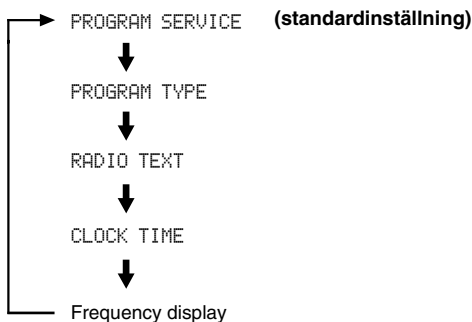 PROGRAM SERVICE (standardinställning)
PROGRAM TYPE
RADIO TEXT
CLOCK TIME
Frequency display